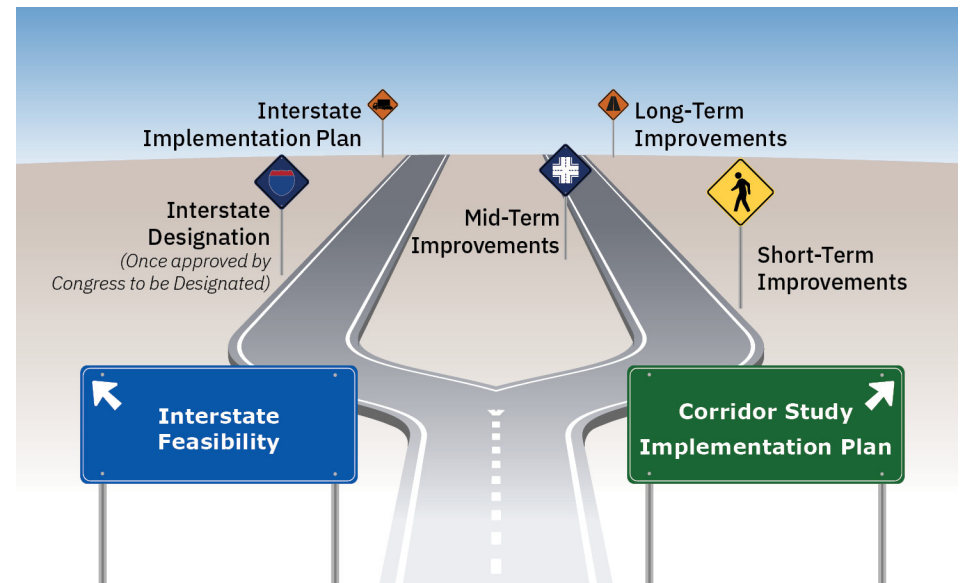 Interstate
Implementation Plan
Long-Term
Improvements
Interstate
Designation
(Once approved by
Congress to be Designated)
Mid-Term
Improvements
Short-Term
Improvements
Interstate
Feasibility
Corridor Study
Implementation Plan